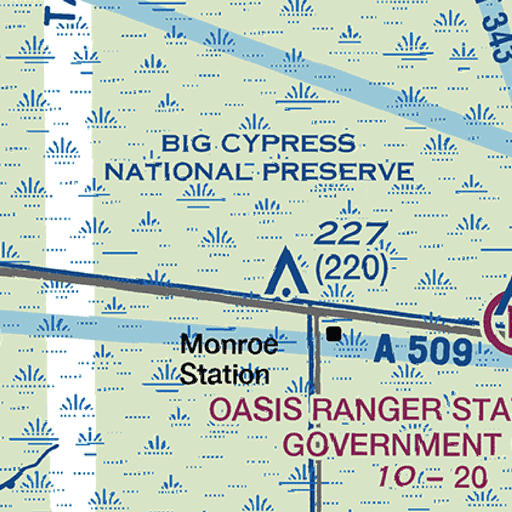 343
BIG CYPRESS
NATIONAL PRESERVE
227
(220)
Monroe
Station
A 509
OASIS RANGER STA
GOVERNMENT
10 - 20